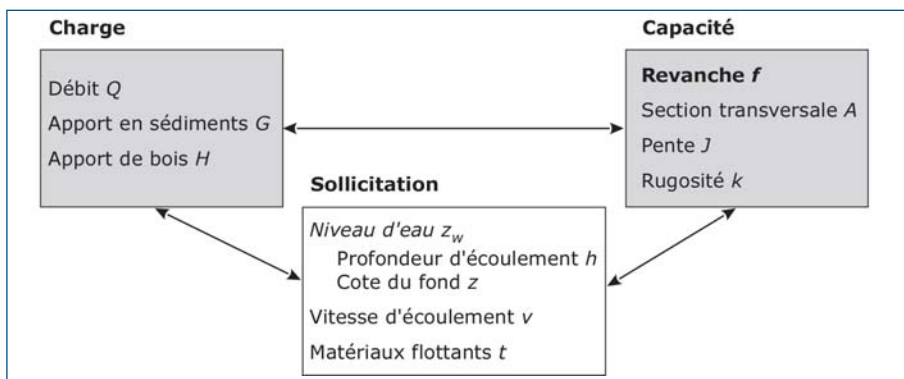 Charge
Débit Q
Apport en sédiments G
Apport de bois H
Capacité
Revanche f
Section transversale A
Pente J
Rugosité k
Sollicitation
Niveau d'eau zw
Profondeur d'écoulement h
Cote du fond z
Vitesse d'écoulement v
Matériaux flottants t